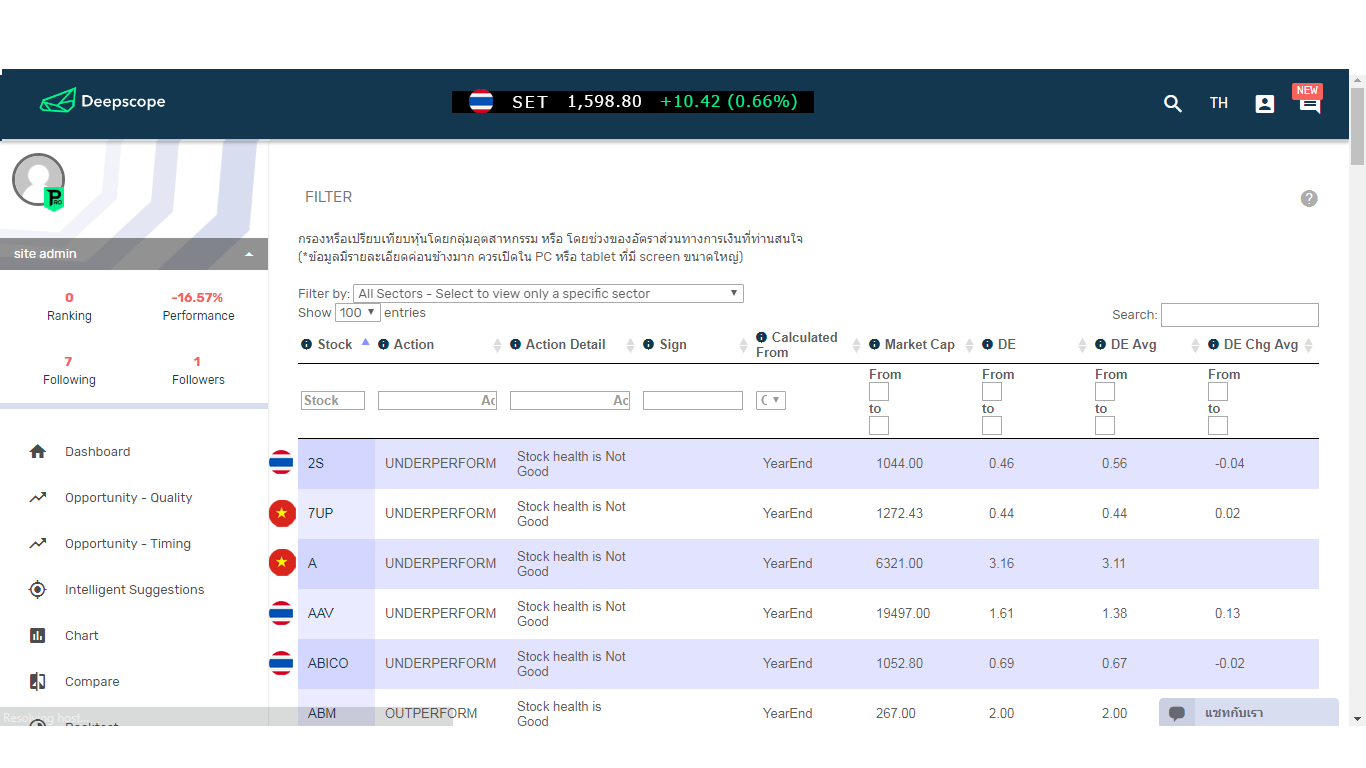 Deepscope
SET 1,598.80 +10.42 (0.66%)
TH
NEW
PRO
site admin
0
Ranking
-16.57%
Performance
7
Following
1
Followers
Dashboard
Opportunity - Quality
Opportunity - Timing
Intelligent Suggestions
Chart
Compare
Resolving host...
FILTER
กรองหรือเปรียบเทียบหุ้นโดยกลุ่มอุตสาหกรรม หรือ โดยช่วงของอัตราส่วนทางการเงินที่ท่านสนใจ
(*ข้อมูลมีรายละเอียดค่อนข้างมาก ควรเปิดใน PC หรือ tablet ที่มี screen ขนาดใหญ่)
Filter by: All Sectors - Select to view only a specific sector
Show 100 entries
Search:
Stock Action Action Detail Sign Calculated From Market Cap DE DE Avg DE Chg Avg
From From From From
Stock Ac Ac C
to to to to
2S UNDERPERFORM Stock health is Not Good YearEnd 1044.00 0.46 0.56 -0.04
7UP UNDERPERFORM Stock health is Not Good YearEnd 1272.43 0.44 0.44 0.02
A UNDERPERFORM Stock health is Not Good YearEnd 6321.00 3.16 3.11
AAV UNDERPERFORM Stock health is Not Good YearEnd 19497.00 1.61 1.38 0.13
ABICO UNDERPERFORM Stock health is Not Good YearEnd 1052.80 0.69 0.67 -0.02
ABM OUTPERFORM Stock health is Good YearEnd 267.00 2.00 2.00
แชทกับเรา